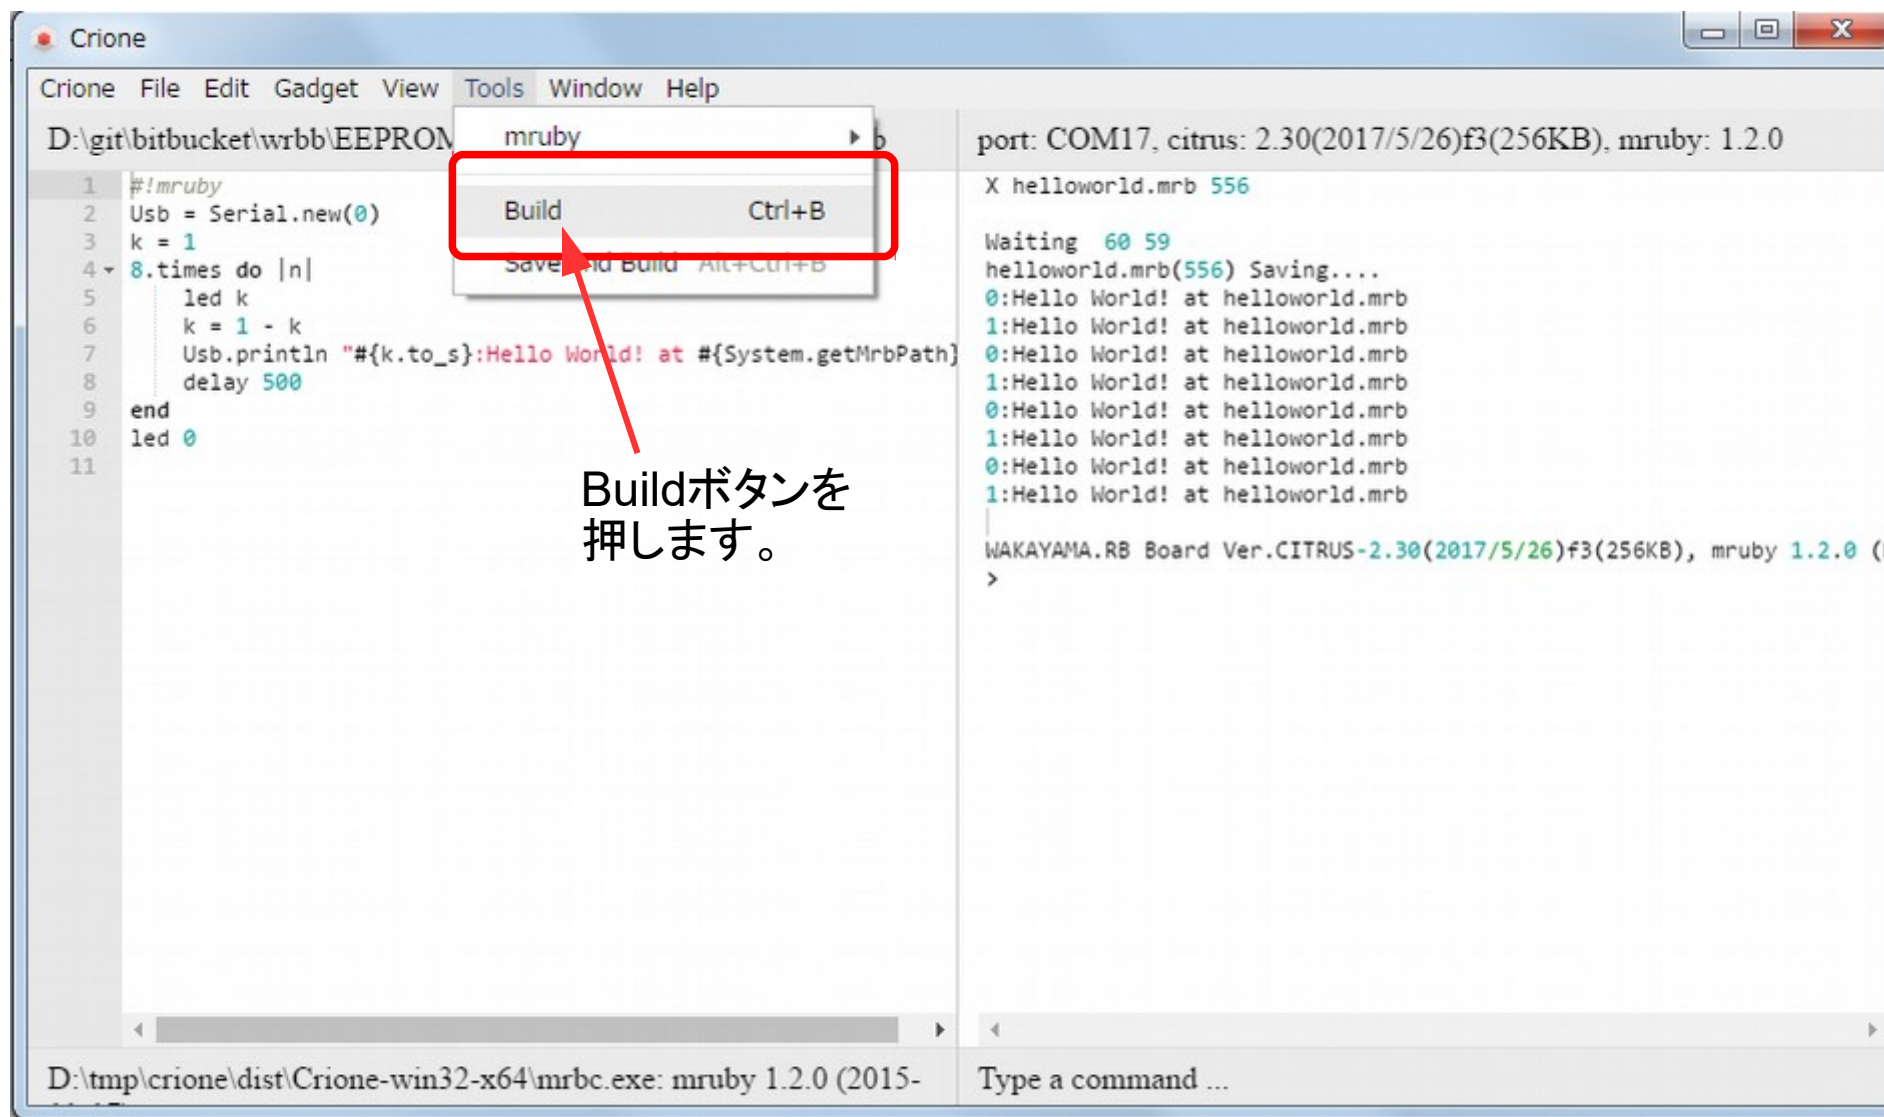 Crione
Crione File Edit Gadget View Tools Window Help
D:\git\bitbucket\wrbb\EEPROM
mruby
b
Build Ctrl+B
Save and Build Alt+Ctrl+B
1 #!mruby
2 Usb = Serial.new(0)
3 k = 1
4 8.times do |n|
5 led k
6 k = 1 - k
7 Usb.println "#{k.to_s}:Hello World! at #{System.getMrbPath}
8 delay 500
9 end
10 led 0
11
Buildボタンを
押します。
D:\tmp\crione\dist\Crione-win32-x64\mrbc.exe: mruby 1.2.0 (2015-
port: COM17, citrus: 2.30(2017/5/26)f3(256KB), mruby: 1.2.0
X helloworld.mrb 556
Waiting 60 59
helloworld.mrb(556) Saving....
0:Hello World! at helloworld.mrb
1:Hello World! at helloworld.mrb
0:Hello World! at helloworld.mrb
1:Hello World! at helloworld.mrb
0:Hello World! at helloworld.mrb
1:Hello World! at helloworld.mrb
0:Hello World! at helloworld.mrb
1:Hello World! at helloworld.mrb
WAKAYAMA.RB Board Ver.CITRUS-2.30(2017/5/26)f3(256KB), mruby 1.2.0 (
>
Type a command ...